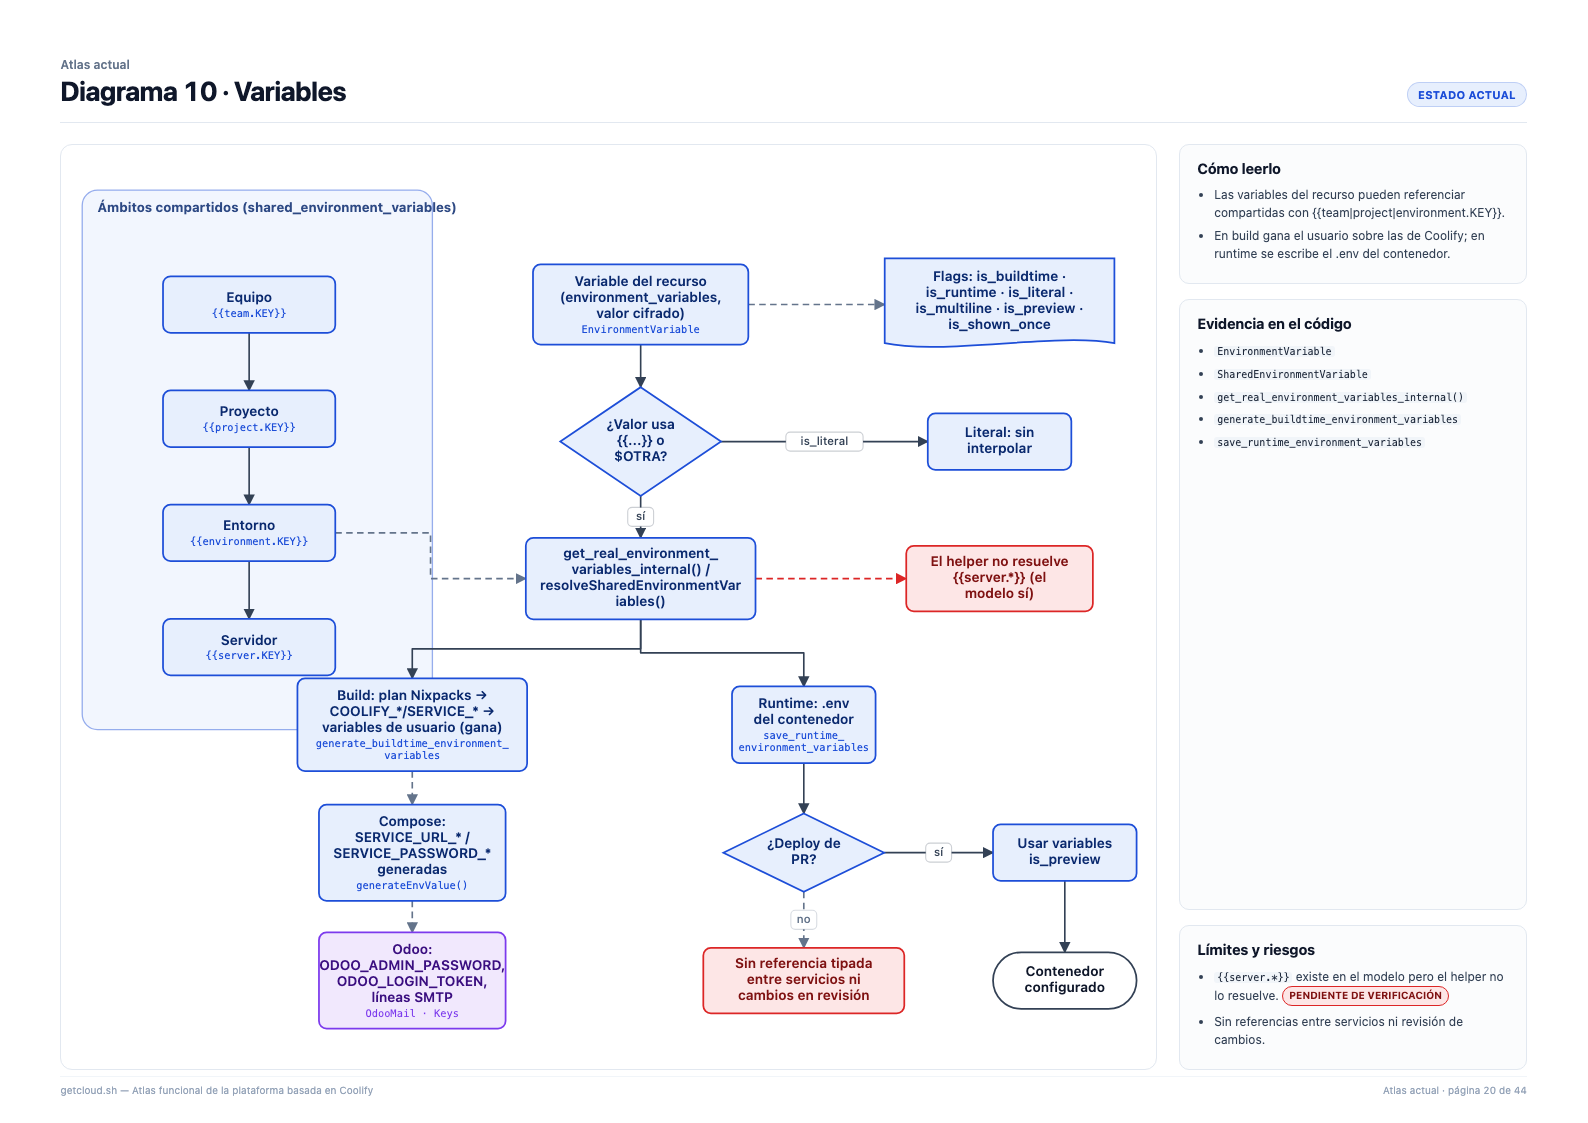 Atlas actual
Diagrama 10 · Variables
ESTADO ACTUAL
Ámbitos compartidos (shared_environment_variables)
Equipo
{{team.KEY}}
Proyecto
{{project.KEY}}
Entorno
{{environment.KEY}}
Servidor
{{server.KEY}}
Variable del recurso
(environment_variables,
valor cifrado)
EnvironmentVariable
Flags: is_buildtime ·
is_runtime · is_literal ·
is_multiline · is_preview ·
is_shown_once
¿Valor usa
{{...}} o
$OTRA?
is_literal
Literal: sin
interpolar
sí
get_real_environment_
variables_internal() /
resolveSharedEnvironmentVar
iables()
El helper no resuelve
{{server.*}} (el
modelo sí)
Build: plan Nixpacks →
COOLIFY_*/SERVICE_* →
variables de usuario (gana)
generate_buildtime_environment_
variables
Runtime: .env
del contenedor
save_runtime_
environment_variables
Compose:
SERVICE_URL_* /
SERVICE_PASSWORD_*
generadas
generateEnvValue()
¿Deploy de
PR?
sí
Usar variables
is_preview
no
Odoo:
ODOO_ADMIN_PASSWORD,
ODOO_LOGIN_TOKEN,
líneas SMTP
OdooMail · Keys
Sin referencia tipada
entre servicios ni
cambios en revisión
Contenedor
configurado
Cómo leerlo
• Las variables del recurso pueden referenciar
compartidas con {{team|project|environment.KEY}}.
• En build gana el usuario sobre las de Coolify; en
runtime se escribe el .env del contenedor.
Evidencia en el código
• EnvironmentVariable
• SharedEnvironmentVariable
• get_real_environment_variables_internal()
• generate_buildtime_environment_variables
• save_runtime_environment_variables
Límites y riesgos
• {{server.*}} existe en el modelo pero el helper no
lo resuelve. PENDIENTE DE VERIFICACIÓN
• Sin referencias entre servicios ni revisión de
cambios.
getcloud.sh — Atlas funcional de la plataforma basada en Coolify
Atlas actual · página 20 de 44